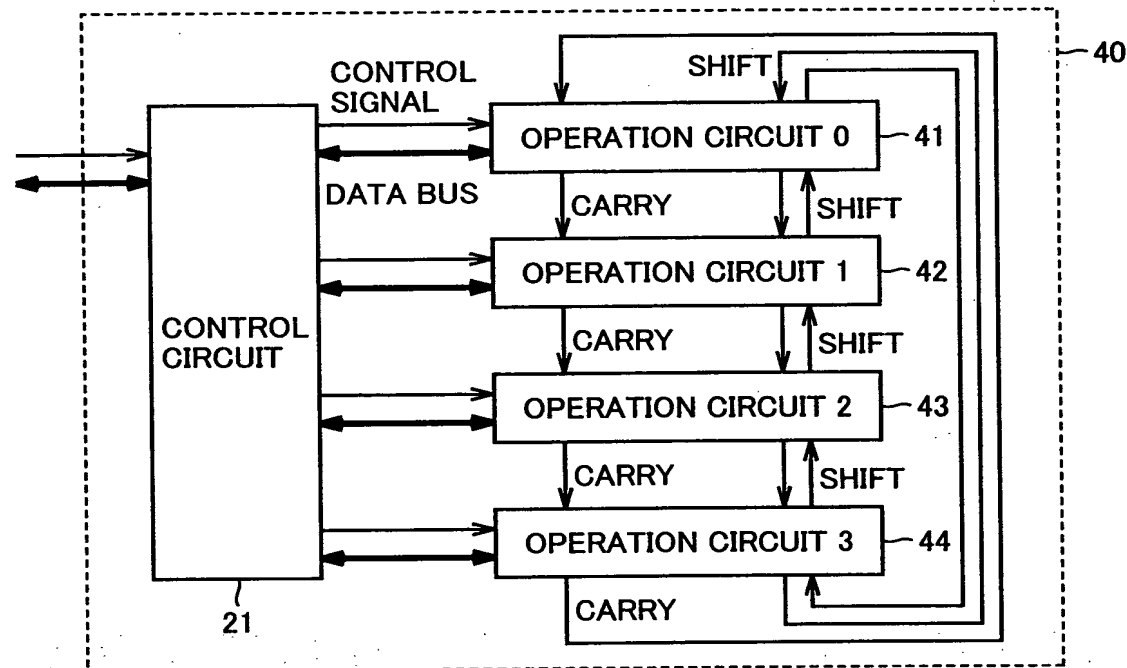 40
CONTROL
SIGNAL
SHIFT
OPERATION CIRCUIT 0
41
DATA BUS
CARRY
SHIFT
OPERATION CIRCUIT 1
42
CONTROL
CIRCUIT
CARRY
SHIFT
OPERATION CIRCUIT 2
43
CARRY
SHIFT
OPERATION CIRCUIT 3
44
CARRY
21